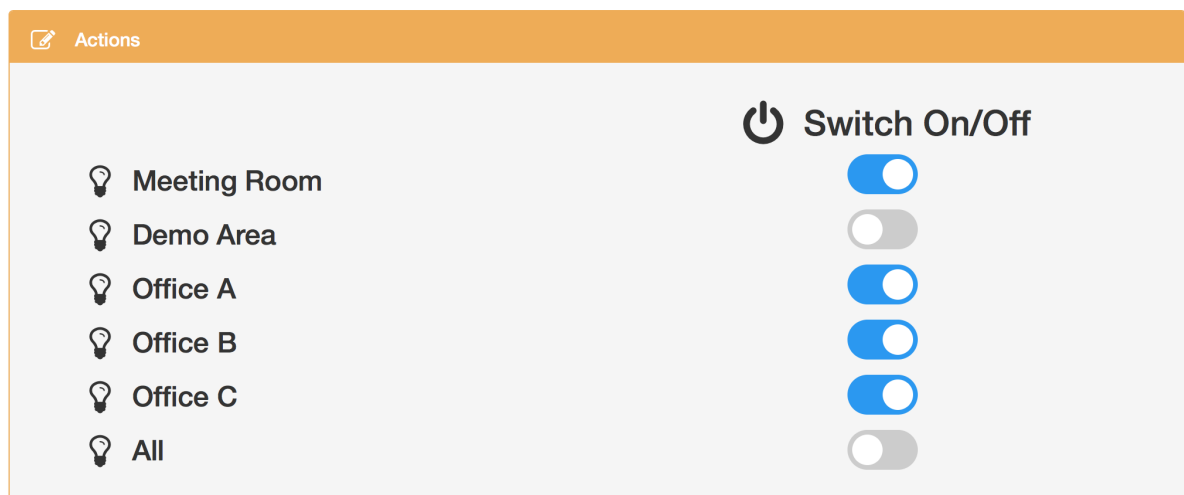 Actions
Switch On/Off
Meeting Room
Demo Area
Office A
Office B
Office C
All